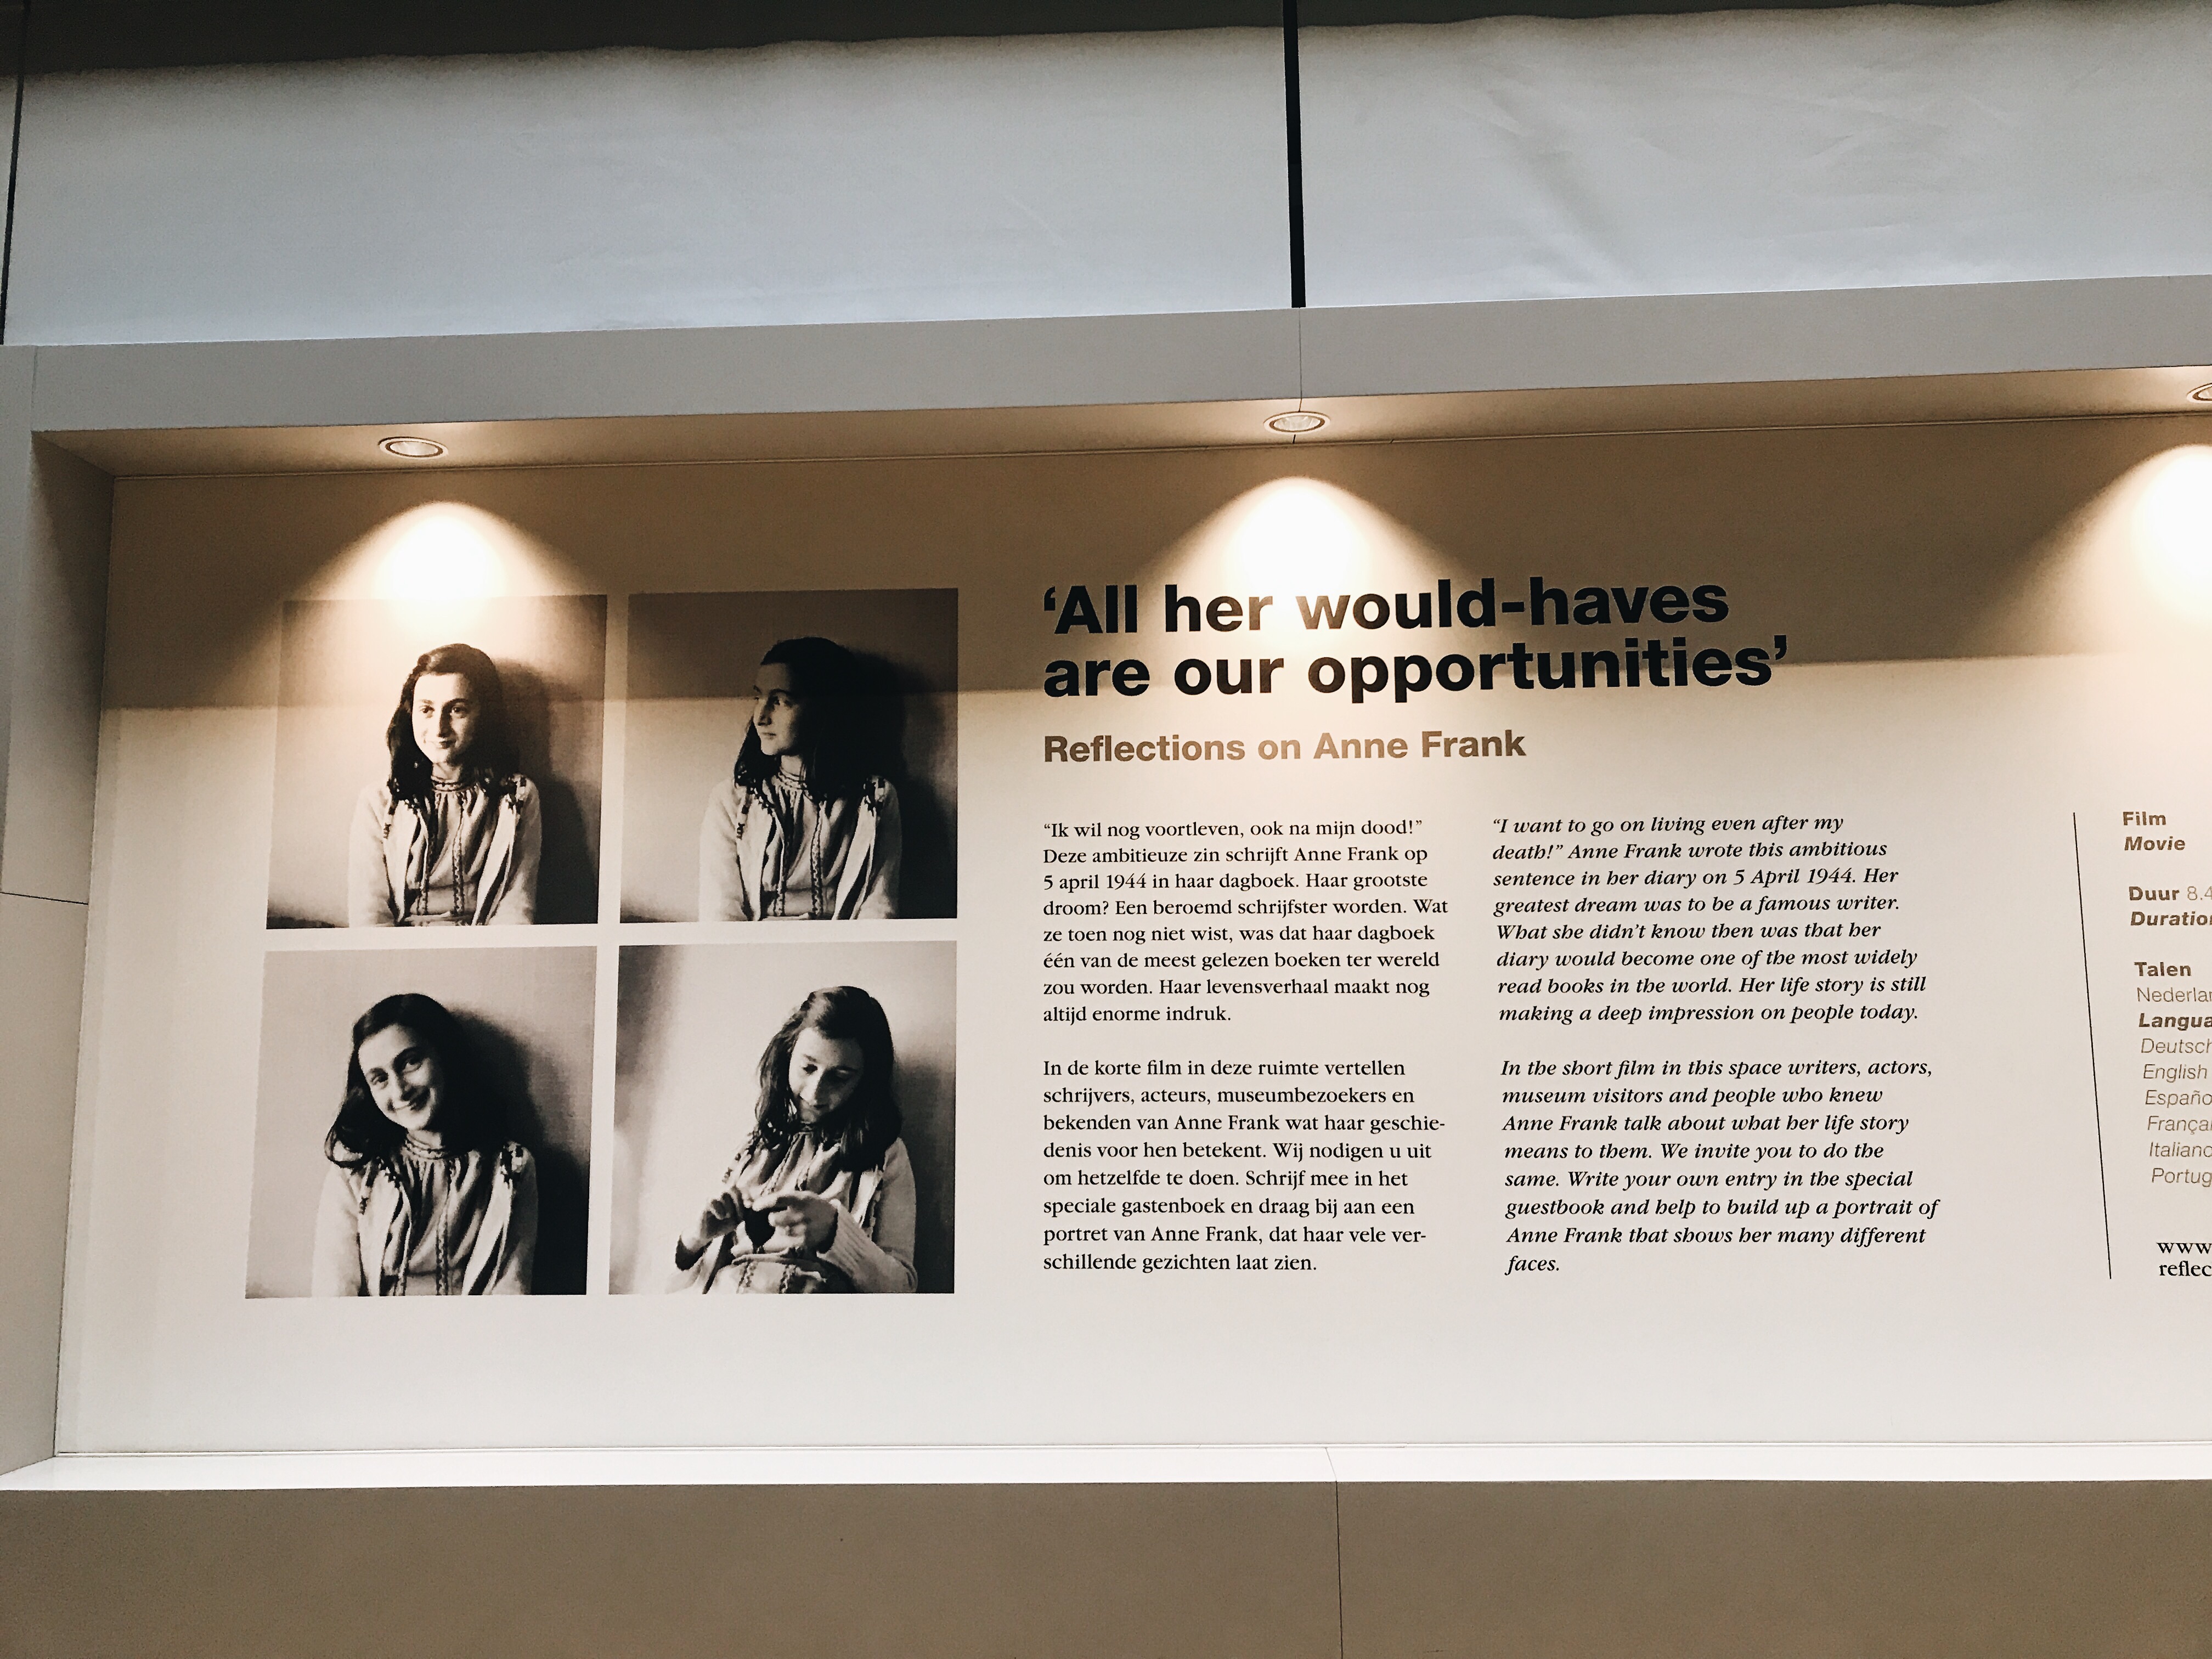 ‘All her would-haves
are our opportunities’
Reflections on Anne Frank
“Ik wil nog voortleven, ook na mijn dood!”
Deze ambitieuze zin schrijft Anne Frank op
5 april 1944 in haar dagboek. Haar grootste
droom? Een beroemd schrijfster worden. Wat
ze toen nog niet wist, was dat haar dagboek
één van de meest gelezen boeken ter wereld
zou worden. Haar levensverhaal maakt nog
altijd enorme indruk.
In de korte film in deze ruimte vertellen
schrijvers, acteurs, museumbezoekers en
bekenden van Anne Frank wat haar geschie-
denis voor hen betekent. Wij nodigen u uit
om hetzelfde te doen. Schrijf mee in het
speciale gastenboek en draag bij aan een
portret van Anne Frank, dat haar vele ver-
schillende gezichten laat zien.
“I want to go on living even after my
death!” Anne Frank wrote this ambitious
sentence in her diary on 5 April 1944. Her
greatest dream was to be a famous writer.
What she didn’t know then was that her
diary would become one of the most widely
read books in the world. Her life story is still
making a deep impression on people today.
In the short film in this space writers, actors,
museum visitors and people who knew
Anne Frank talk about what her life story
means to them. We invite you to do the
same. Write your own entry in the special
guestbook and help to build up a portrait of
Anne Frank that shows her many different
faces.
Film
Movie
Duur 8.4
Duratio
Talen
Nederla
Langua
Deutsch
English
Españo
Françai
Italiano
Portug
www
reflec